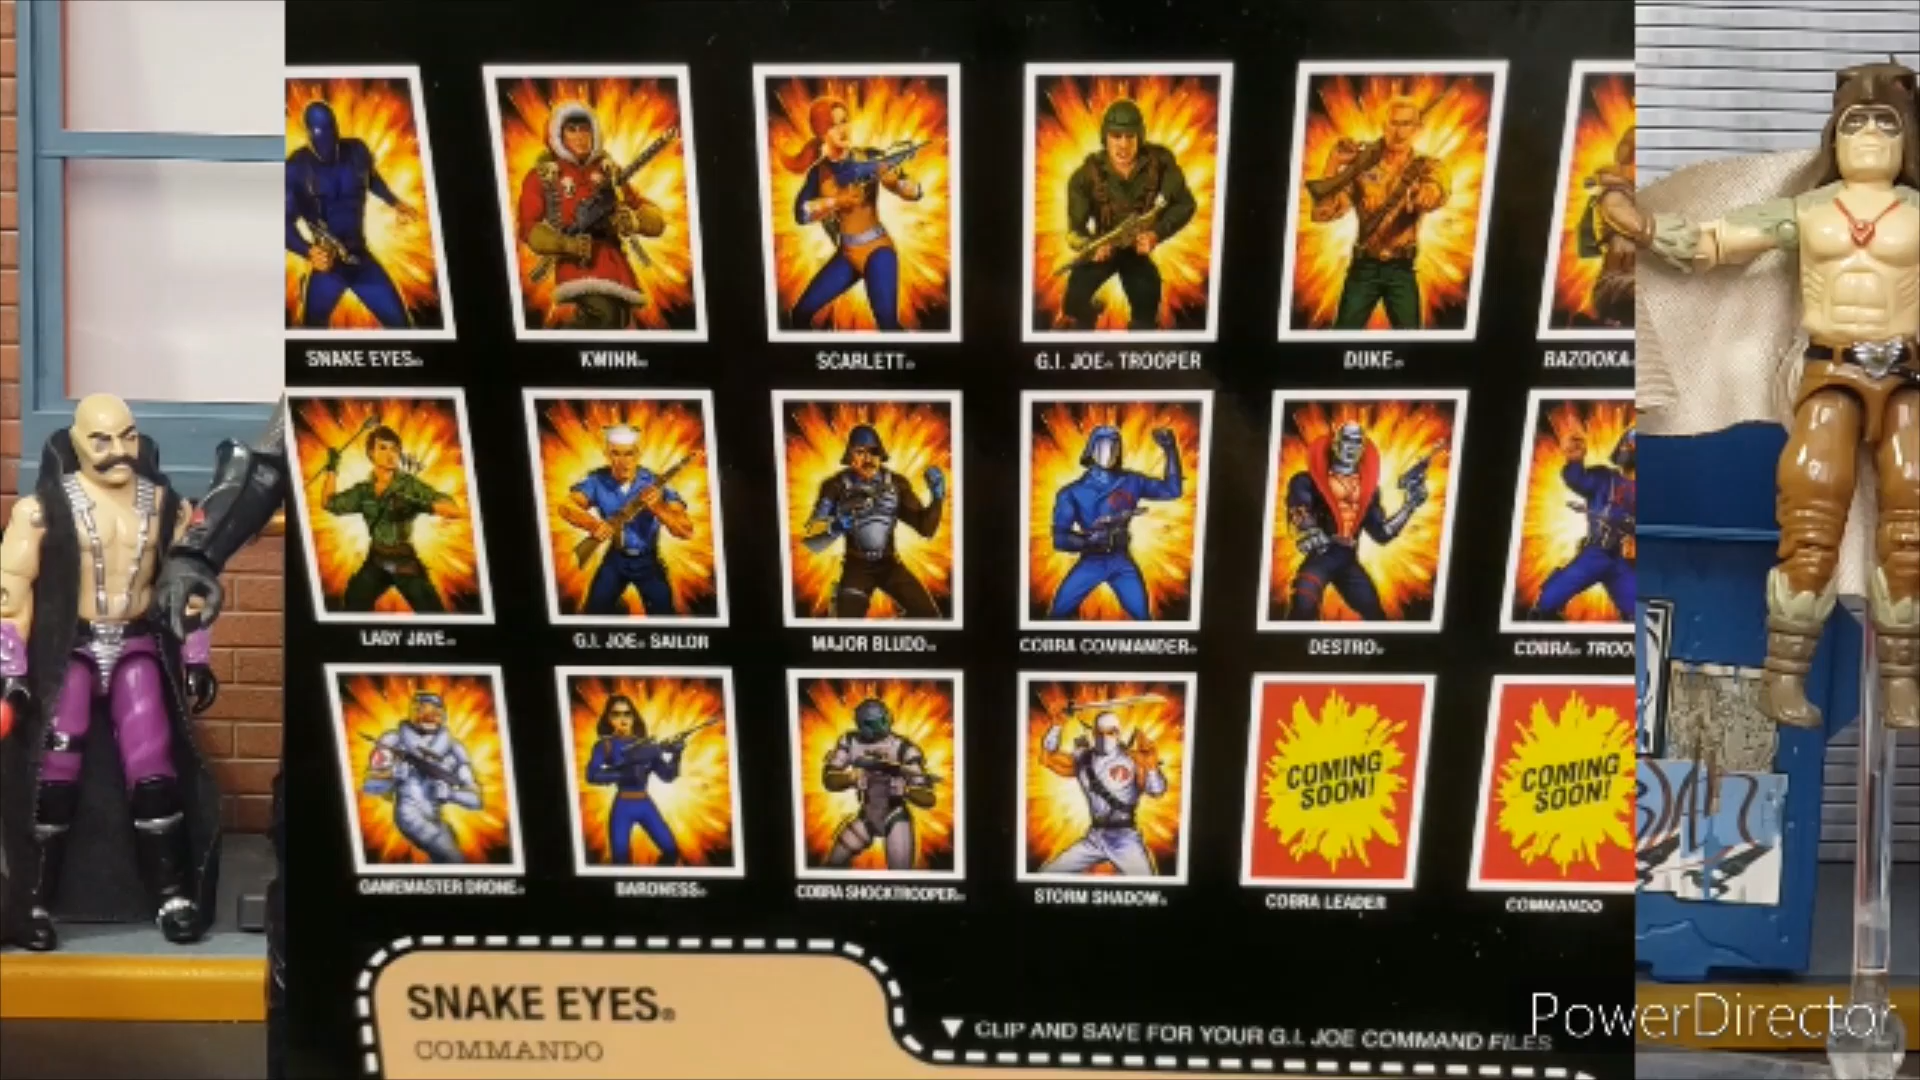 SNAKE EYES® KWINN® SCARLETT® G.I. JOE® TROOPER DUKE® BAZOOKA®
LADY JAYE® G.I. JOE® SAILOR MAJOR BLUDD® COBRA COMMANDER® DESTRO® COBRA® TROO
GAMEMASTER DRONE® BARONESS® COBRA SHOCKTROOPER® STORM SHADOW® COMING SOON! COBRA LEADER COMING SOON! COMMANDO
SNAKE EYES®
COMMANDO
▼ CLIP AND SAVE FOR YOUR G.I. JOE COMMAND FILES
PowerDirector